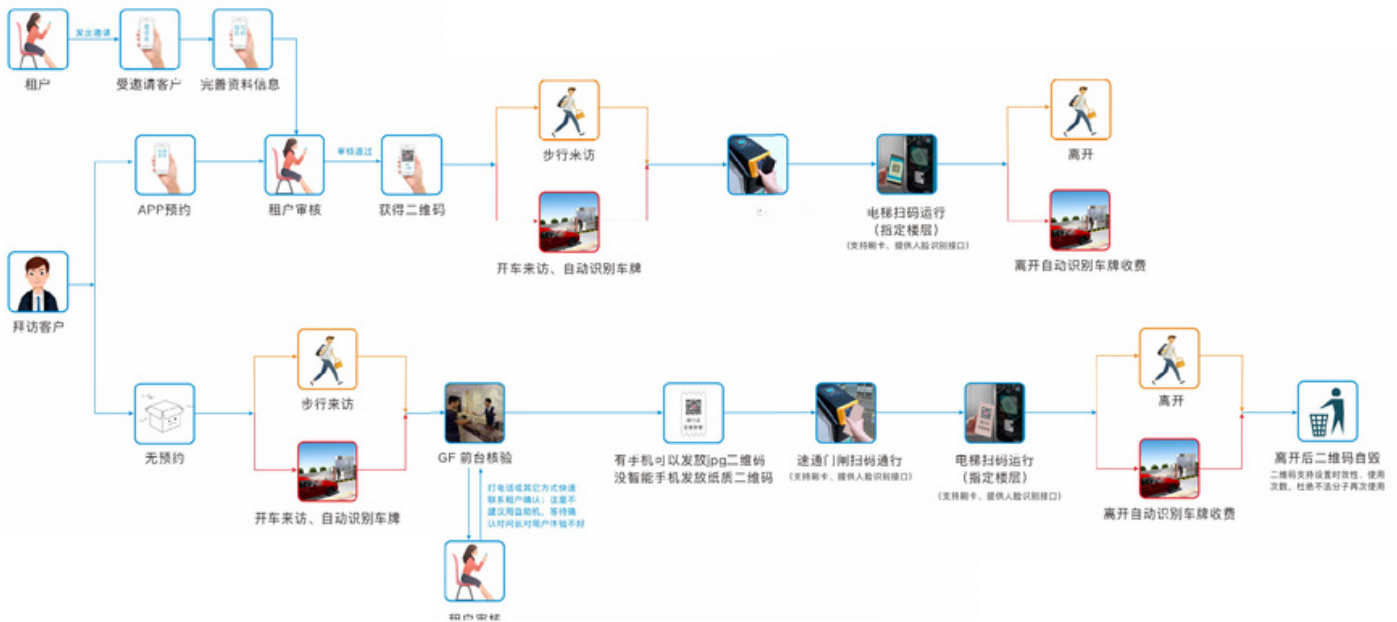 发出邀请
租户
受邀请客户
完善资料信息
步行来访
离开
APP预约
审核通过
租户审核
获得二维码
电梯扫码运行
（指定楼层）
（支持刷卡、提供人脸识别接口）
开车来访、自动识别车牌
离开自动识别车牌收费
拜访客户
步行来访
离开
无预约
GF 前台核验
有手机可以发放jpg二维码
没智能手机发放纸质二维码
速通门闸扫码通行
（支持刷卡、提供人脸识别接口）
电梯扫码运行
（指定楼层）
（支持刷卡、提供人脸识别接口）
离开后二维码自毁
二维码支持设置时效性、使用
次数，杜绝不法分子再次使用
打电话或其它方式快速
联系租户确认；这里不
建议用自助机，等待确
认时间长对用户体验不好
开车来访、自动识别车牌
离开自动识别车牌收费
租户审核